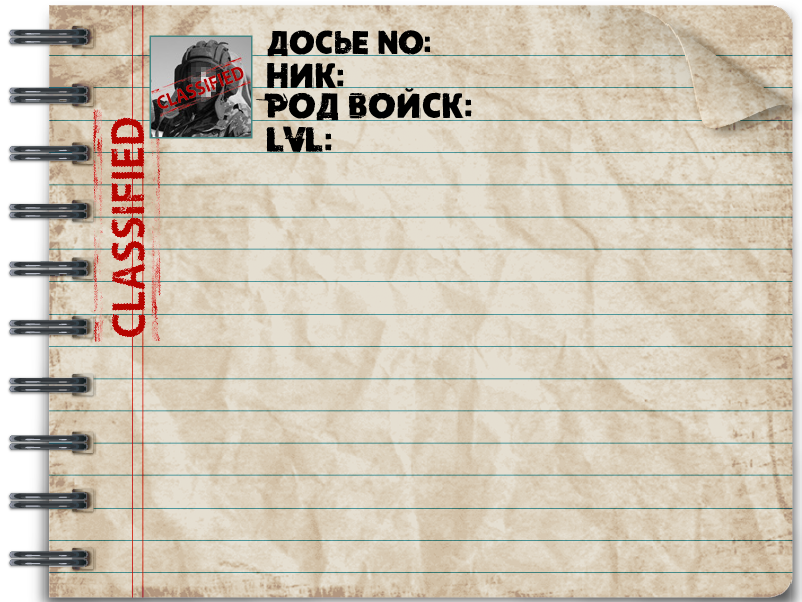 ДОСЬЕ NO:
НИК:
РОД ВОЙСК:
LVL:
CLASSIFIED
CLASSIFIED